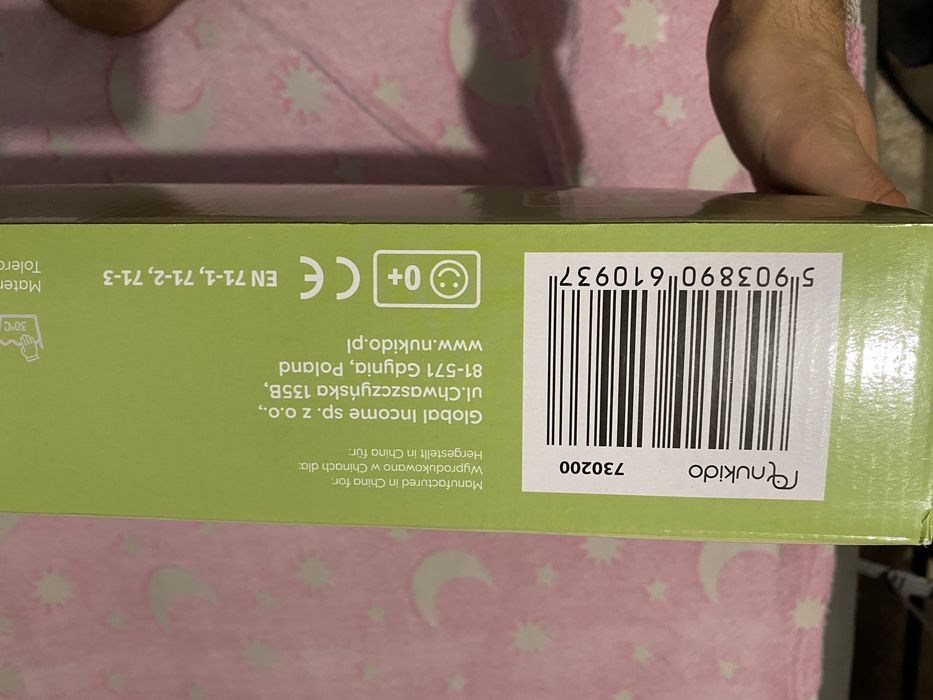 nukido 730200
5 903890 610937
Manufactured in China for:
Wyprodukowano w Chinach dla:
Hergestellt in China für:
Global Income sp. z o.o.,
ul.Chwaszczyńska 135B,
81-571 Gdynia, Poland
www.nukido.pl
0+ CE EN 71-1, 71-2, 71-3
30°C